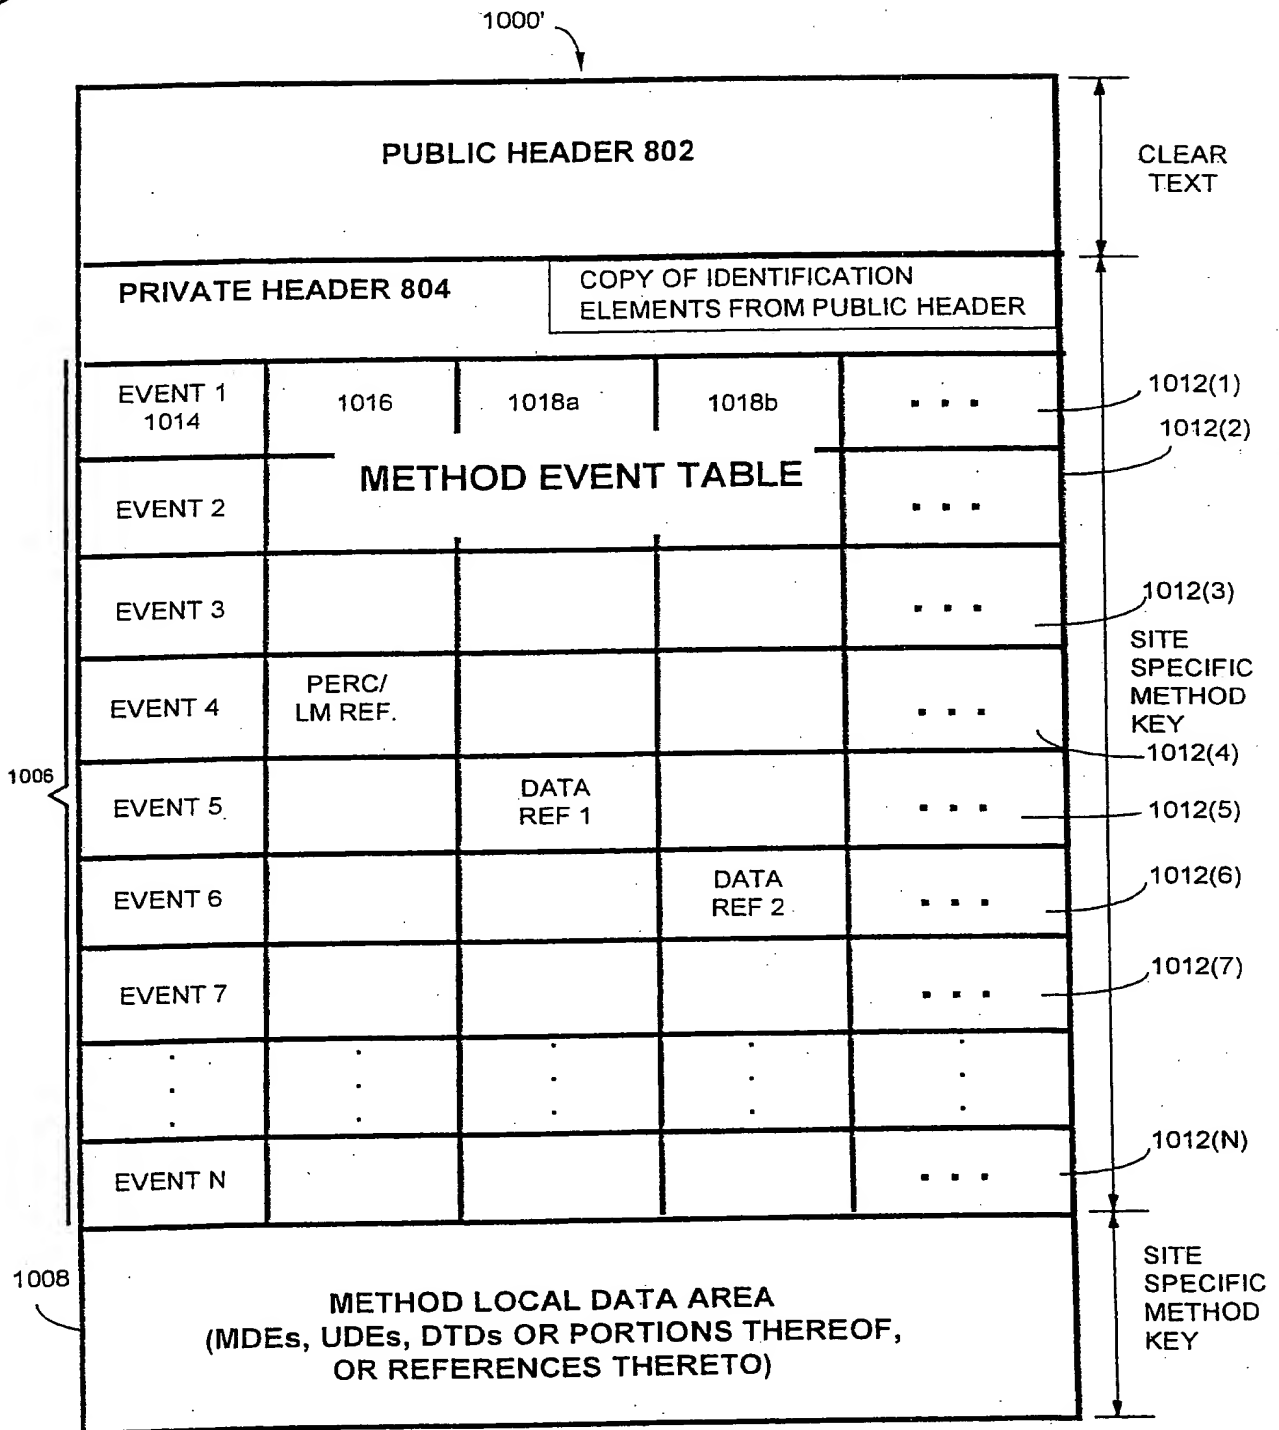 1000'
PUBLIC HEADER 802
CLEAR
TEXT
PRIVATE HEADER 804
COPY OF IDENTIFICATION
ELEMENTS FROM PUBLIC HEADER
EVENT 1
1014
1016
1018a
1018b
. . .
1012(1)
1012(2)
METHOD EVENT TABLE
EVENT 2
. . .
EVENT 3
. . .
1012(3)
SITE
SPECIFIC
METHOD
KEY
EVENT 4
PERC/
LM REF.
. . .
1012(4)
1006
EVENT 5
DATA
REF 1
. . .
1012(5)
EVENT 6
DATA
REF 2
. . .
1012(6)
EVENT 7
. . .
1012(7)
EVENT N
. . .
1012(N)
1008
METHOD LOCAL DATA AREA
(MDEs, UDEs, DTDs OR PORTIONS THEREOF,
OR REFERENCES THERETO)
SITE
SPECIFIC
METHOD
KEY